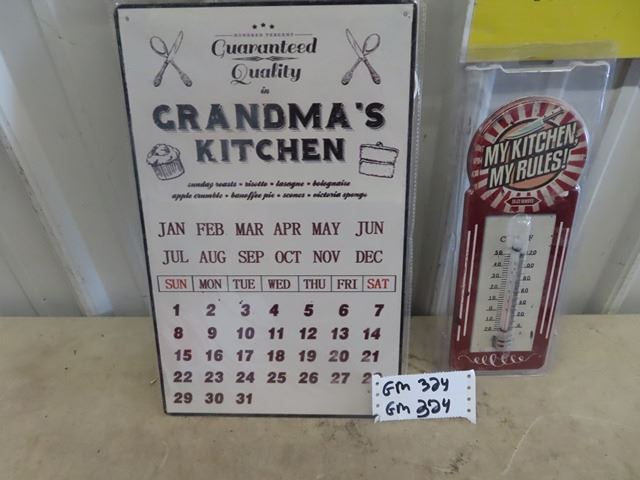 HUNDRED PERCENT
Guaranteed
Quality
in
GRANDMA'S
KITCHEN
sunday roasts • risotto • lasagne • bolognaise
apple crumble • banoffee pie • scones • victoria sponge
JAN FEB MAR APR MAY JUN
JUL AUG SEP OCT NOV DEC
SUN MON TUE WED THU FRI SAT
1 2 3 4 5 6 7
8 9 10 11 12 13 14
15 16 17 18 19 20 21
22 23 24 25 26 27
29 30 31
GM 324
GM 324
MY KITCHEN,
MY RULES!
C F
50 120